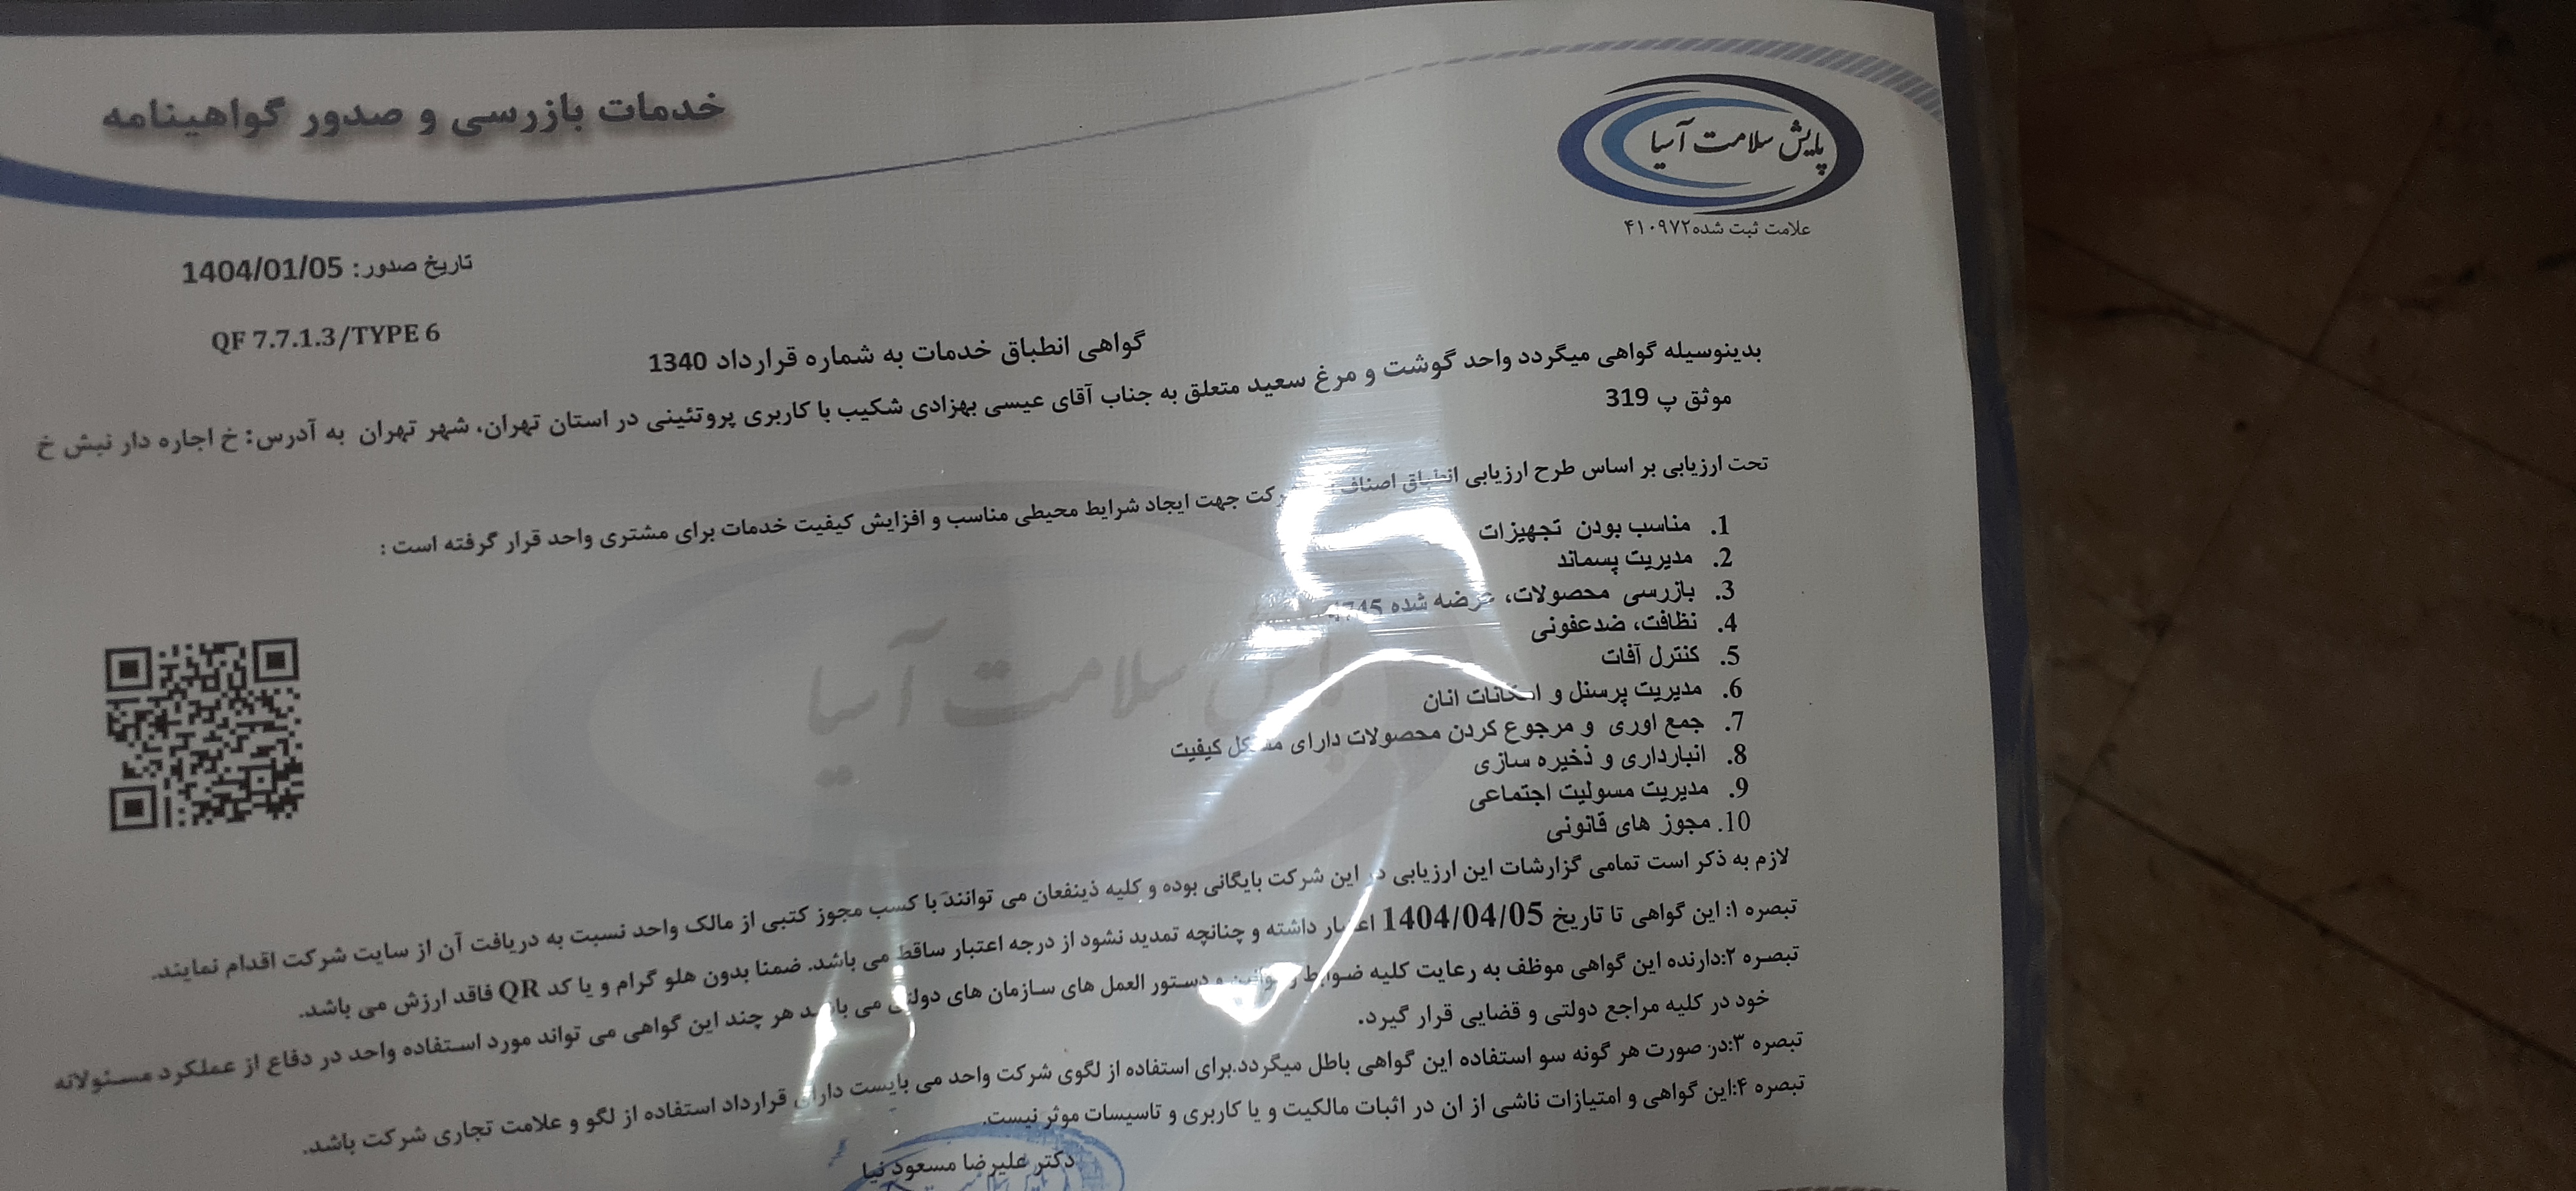 خدمات بازرسی و صدور گواهینامه
پایش سلامت آسیا
علامت ثبت شده۴۱۰۹۷۲
تاریخ صدور: 1404/01/05
QF 7.7.1.3/TYPE 6
گواهی انطباق خدمات به شماره قرارداد 1340
بدینوسیله گواهی میگردد واحد گوشت و مرغ سعید متعلق به جناب آقای عیسی بهزادی شکیب با کاربری پروتئینی در استان تهران، شهر تهران به آدرس: خ اجاره دار نبش خ
موثق پ 319
تحت ارزیابی بر اساس طرح ارزیابی انطباق اصناف شرکت جهت ایجاد شرایط محیطی مناسب و افزایش کیفیت خدمات برای مشتری واحد قرار گرفته است :
1. مناسب بودن تجهیزات
2. مدیریت پسماند
3. بازرسی محصولات، عرضه شده
4. نظافت، ضدعفونی
5. کنترل آفات
6. مدیریت پرسنل و امکانات انان
7. جمع اوری و مرجوع کردن محصولات دارای مشکل کیفیت
8. انبارداری و ذخیره سازی
9. مدیریت مسولیت اجتماعی
10. مجوز های قانونی
پایش سلامت آسیا
لازم به ذکر است تمامی گزارشات این ارزیابی در این شرکت بایگانی بوده و کلیه ذینفعان می توانند با کسب مجوز کتبی از مالک واحد نسبت به دریافت آن از سایت شرکت اقدام نمایند.
تبصره ۱: این گواهی تا تاریخ 1404/04/05 اعتبار داشته و چنانچه تمدید نشود از درجه اعتبار ساقط می باشد. ضمنا بدون هلو گرام و یا کد QR فاقد ارزش می باشد.
تبصره ۲:دارنده این گواهی موظف به رعایت کلیه ضوابط و قوانین و دستور العمل های سازمان های دولتی می باشد هر چند این گواهی می تواند مورد استفاده واحد در دفاع از عملکرد مسئولانه
خود در کلیه مراجع دولتی و قضایی قرار گیرد.
تبصره ۳:در صورت هر گونه سو استفاده این گواهی باطل میگردد.برای استفاده از لگوی شرکت واحد می بایست دارای قرارداد استفاده از لگو و علامت تجاری شرکت باشد.
تبصره ۴:این گواهی و امتیازات ناشی از ان در اثبات مالکیت و یا کاربری و تاسیسات موثر نیست.
دکتر علیرضا مسعود نیا